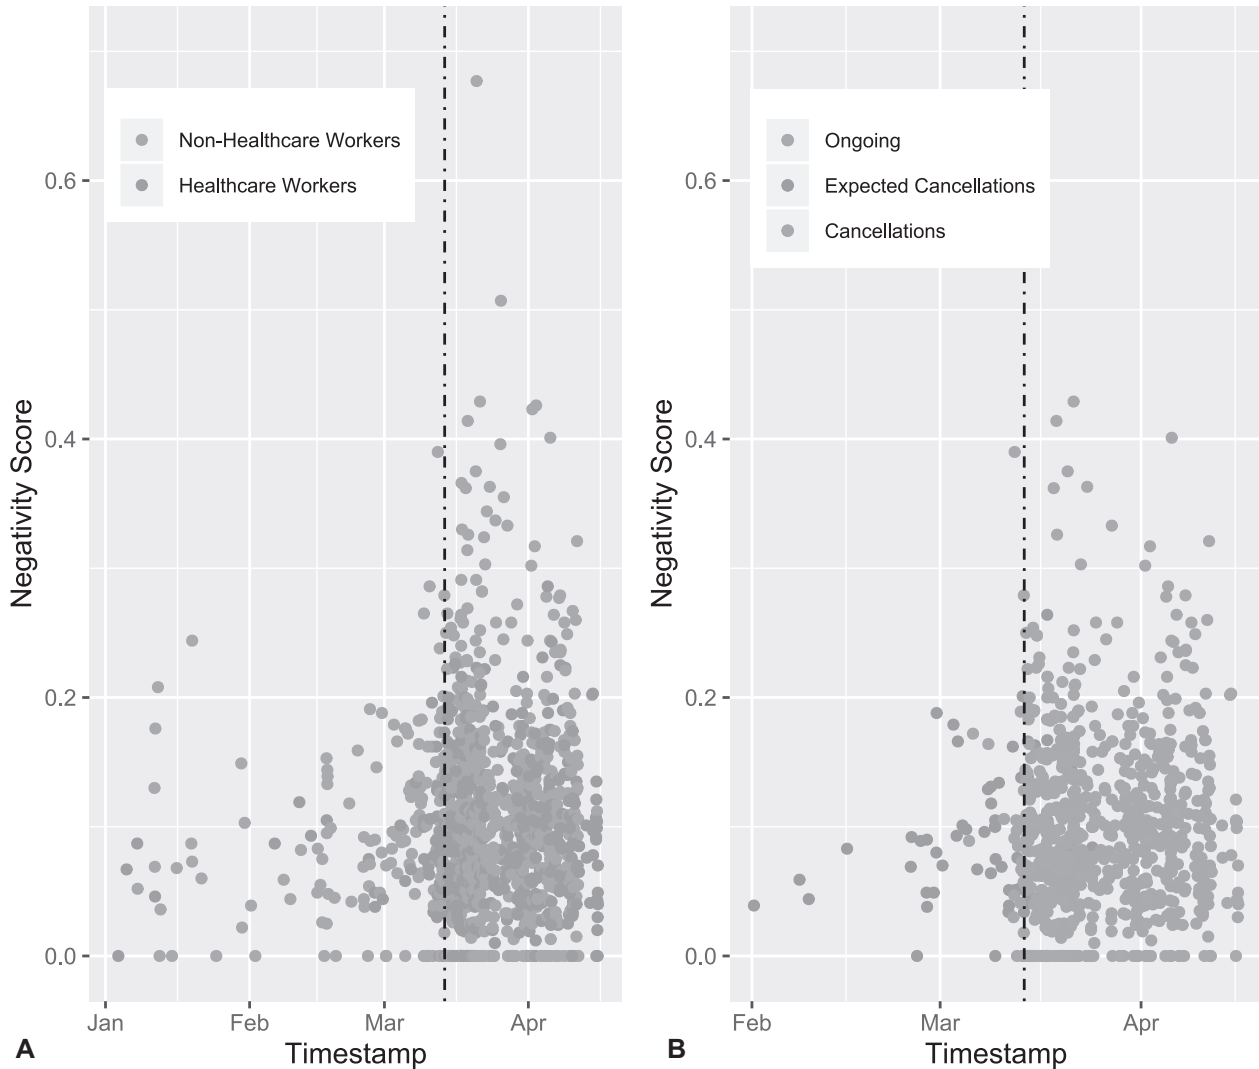 Non-Healthcare Workers
Healthcare Workers
0.6
0.4
0.2
0.0
Negativity Score
Jan Feb Mar Apr
Timestamp
A
Ongoing
Expected Cancellations
Cancellations
0.6
0.4
0.2
0.0
Negativity Score
Feb Mar Apr
Timestamp
B